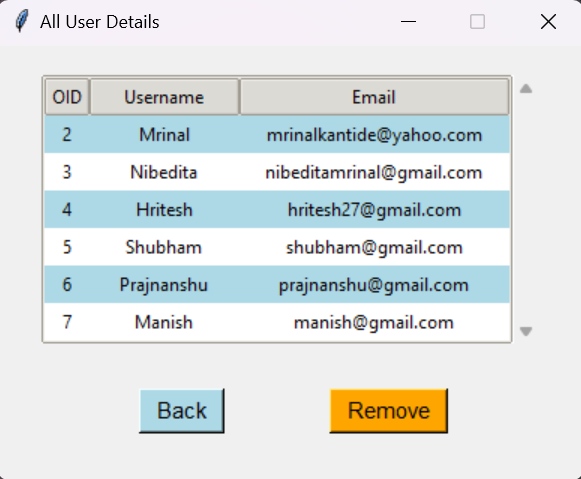 All User Details
OID Username Email
2 Mrinal mrinalkantide@yahoo.com
3 Nibedita nibeditamrinal@gmail.com
4 Hritesh hritesh27@gmail.com
5 Shubham shubham@gmail.com
6 Prajnanshu prajnanshu@gmail.com
7 Manish manish@gmail.com
Back Remove